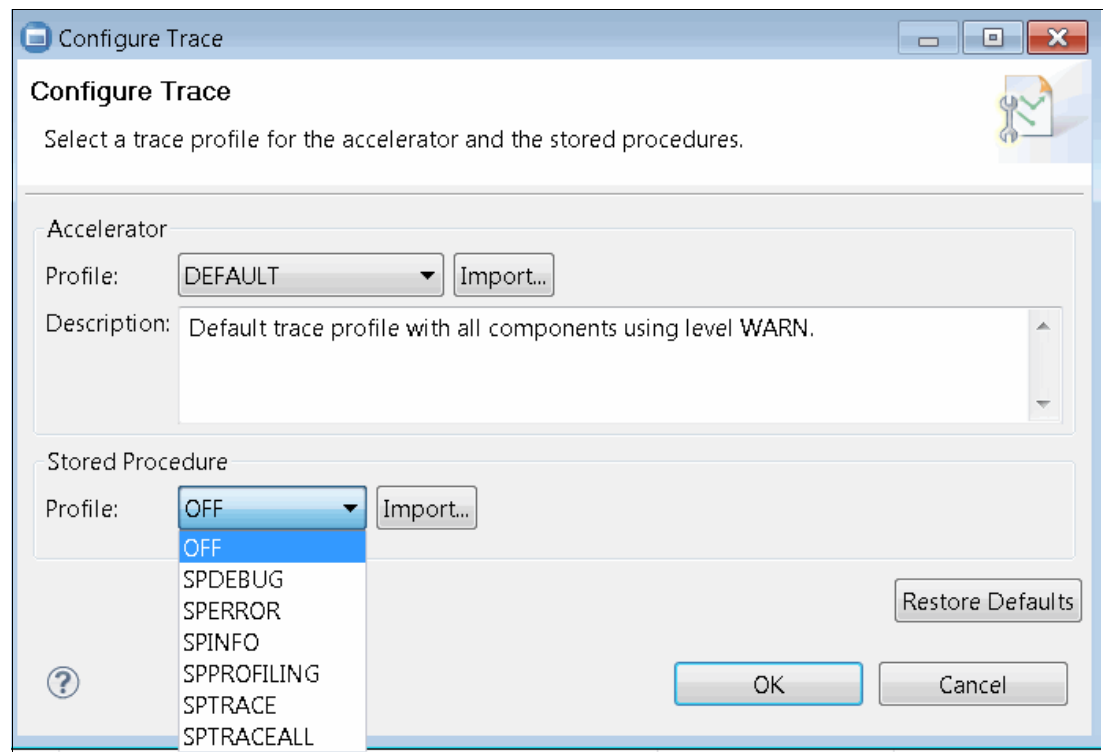 Configure Trace
Configure Trace
Select a trace profile for the accelerator and the stored procedures.
Accelerator
Profile: DEFAULT Import...
Description: Default trace profile with all components using level WARN.
Stored Procedure
Profile: OFF Import...
OFF
SPDEBUG
SPERROR
SPINFO
SPPROFILING
SPTRACE
SPTRACEALL
Restore Defaults
? OK Cancel